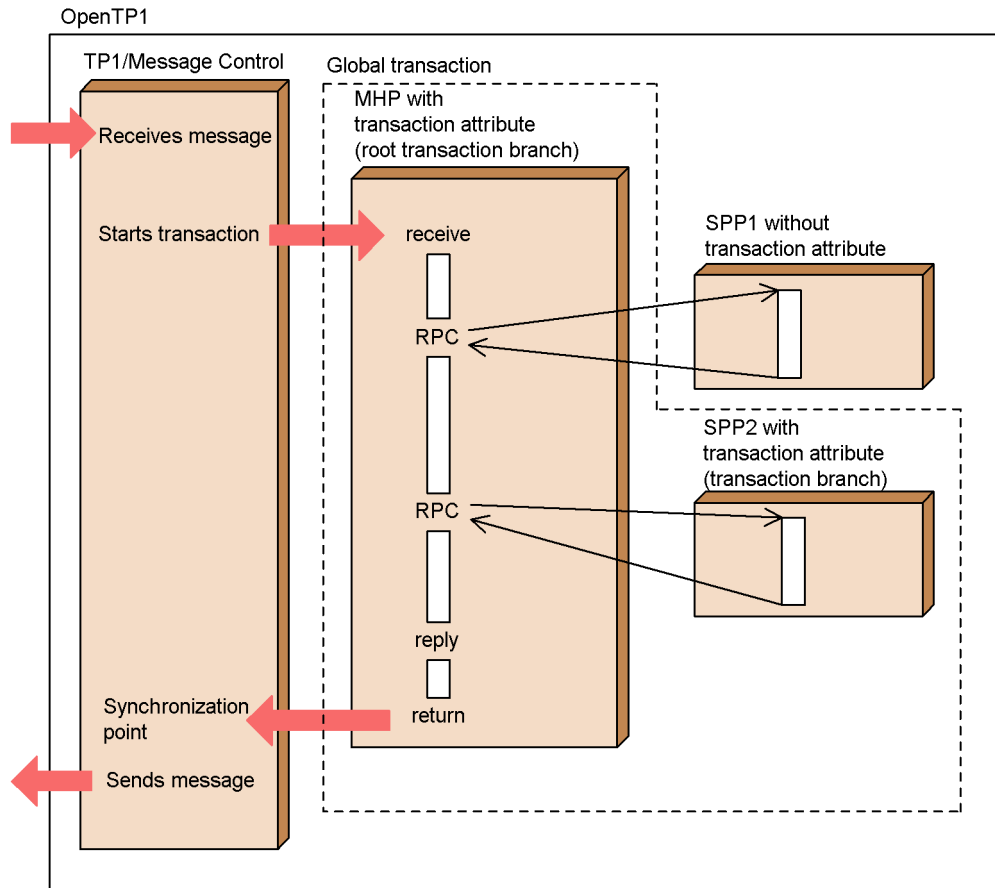 OpenTP1
TP1/Message Control
Receives message
Starts transaction
Synchronization
point
Sends message
Global transaction
MHP with
transaction attribute
(root transaction branch)
receive
RPC
RPC
reply
return
SPP1 without
transaction attribute
SPP2 with
transaction attribute
(transaction branch)